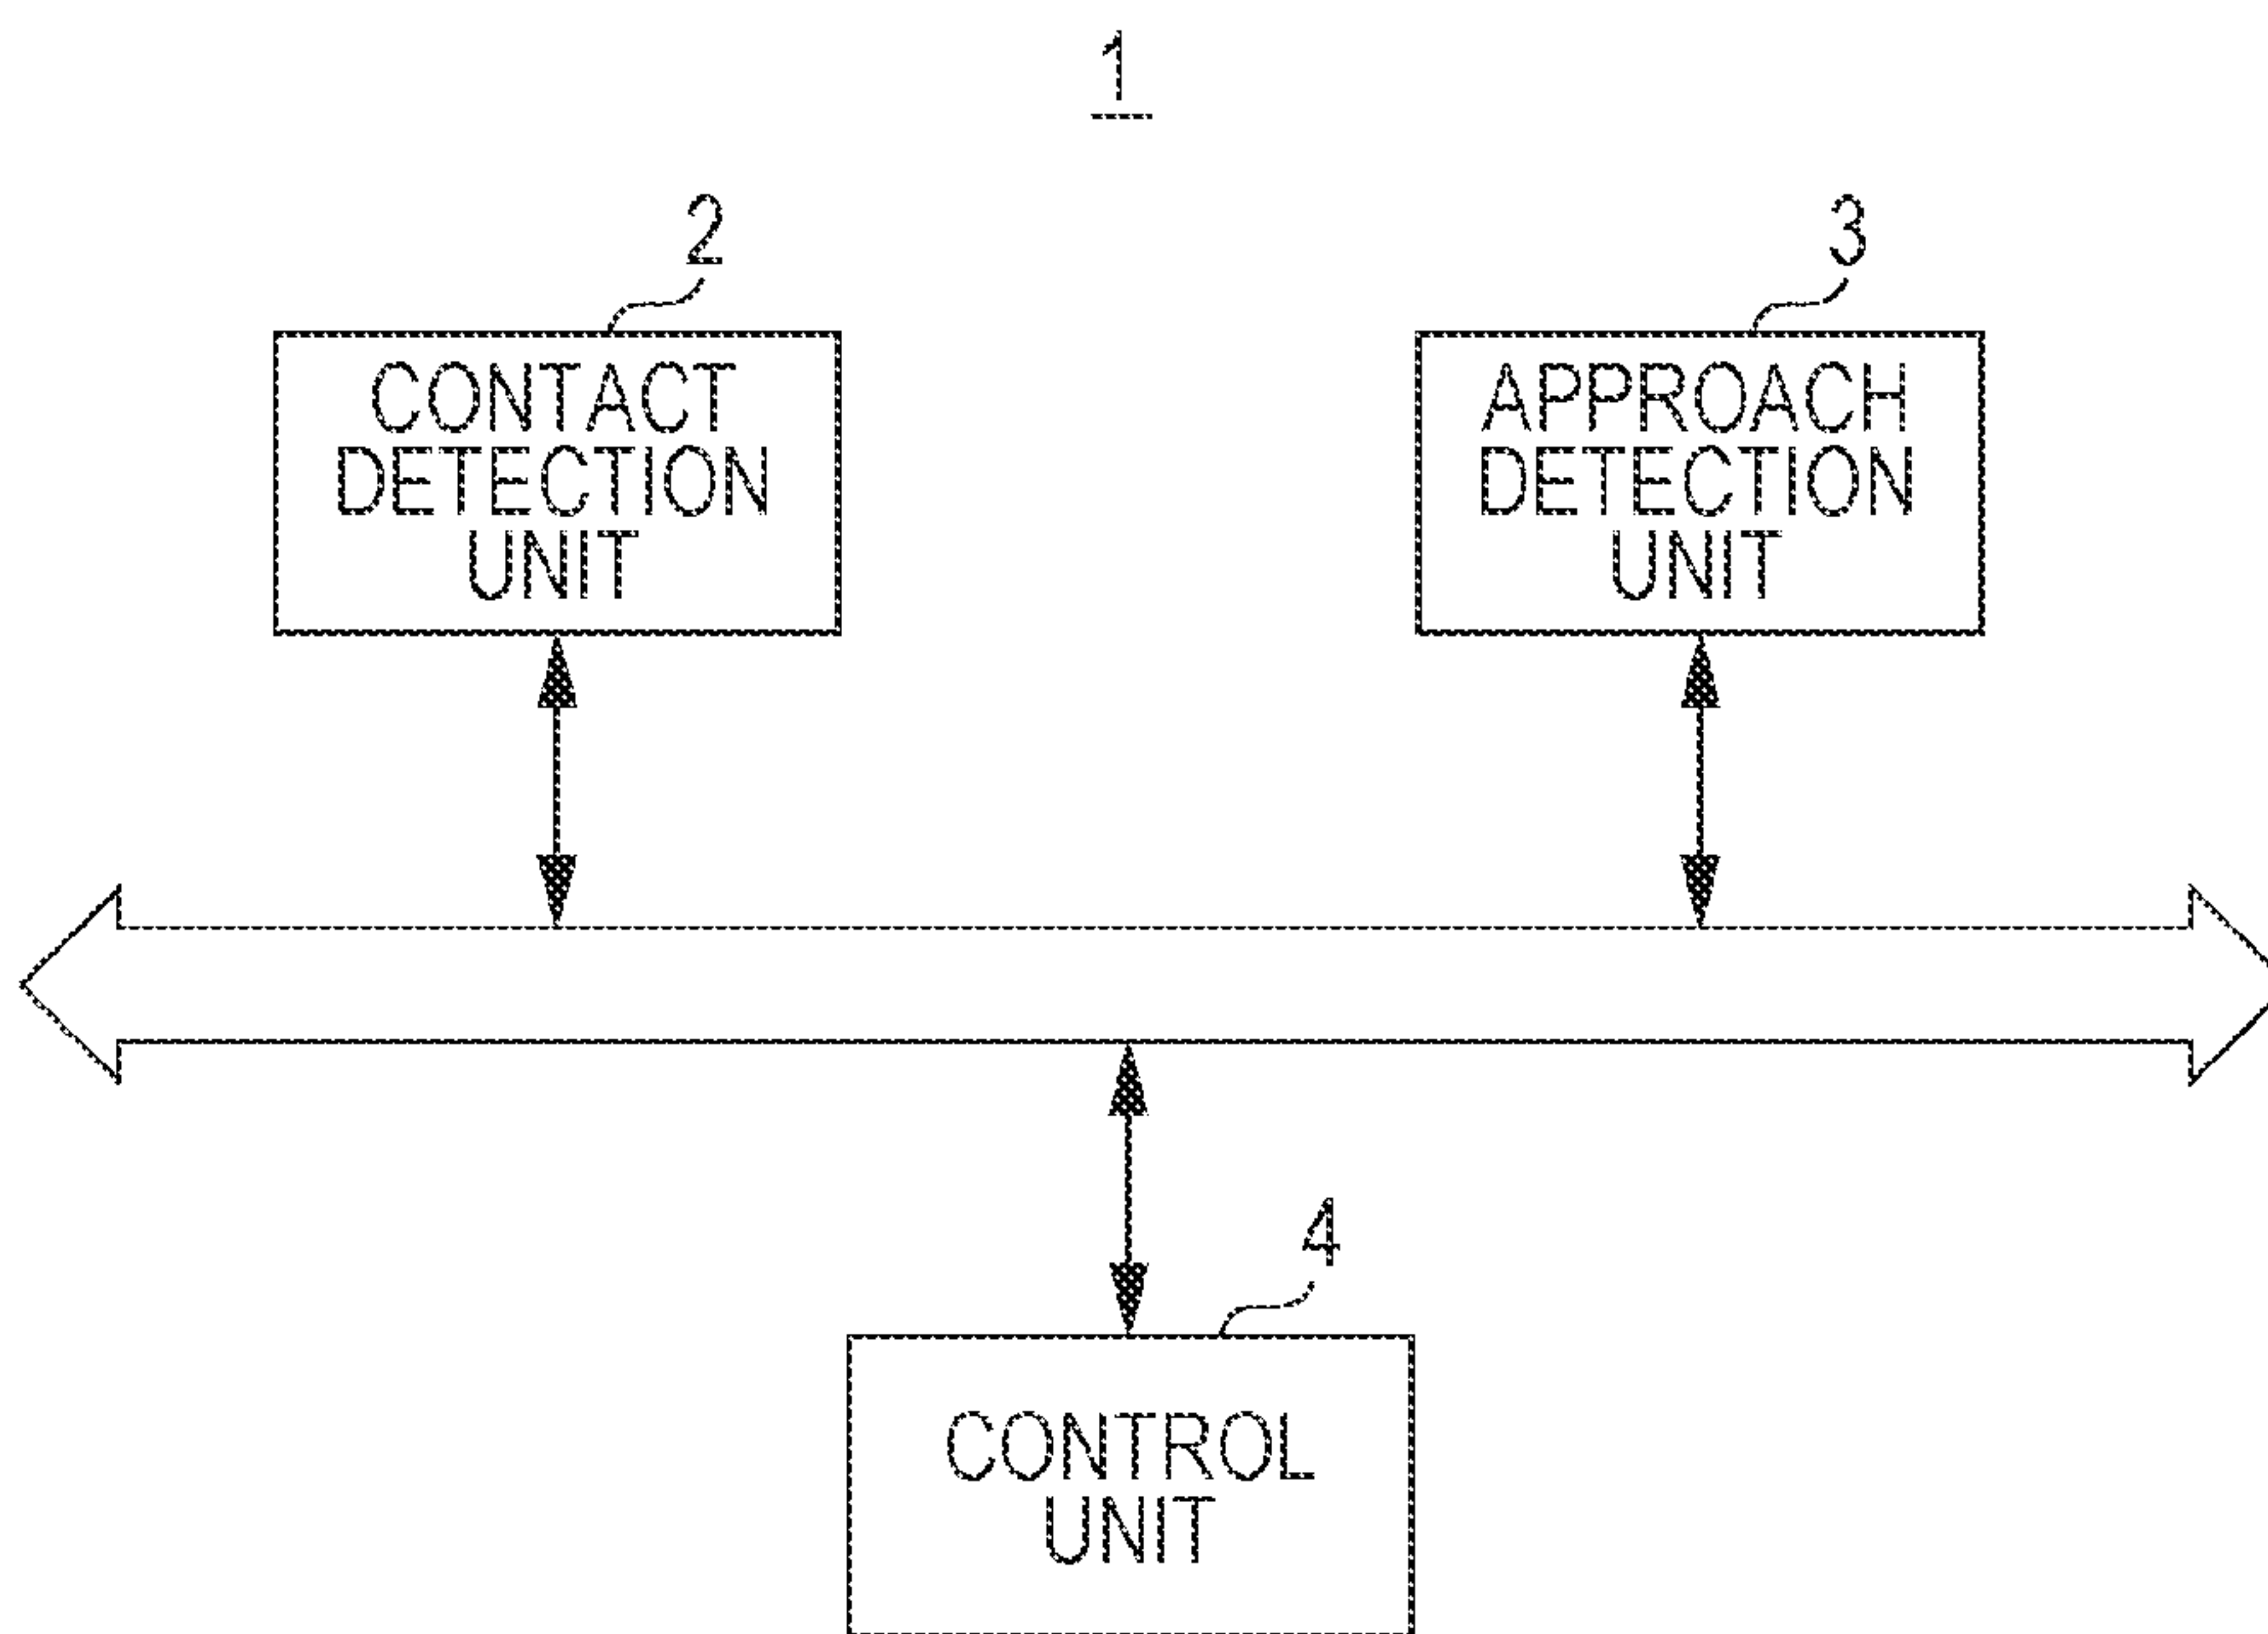 1
2
3
CONTACT
DETECTION
UNIT
APPROACH
DETECTION
UNIT
4
CONTROL
UNIT